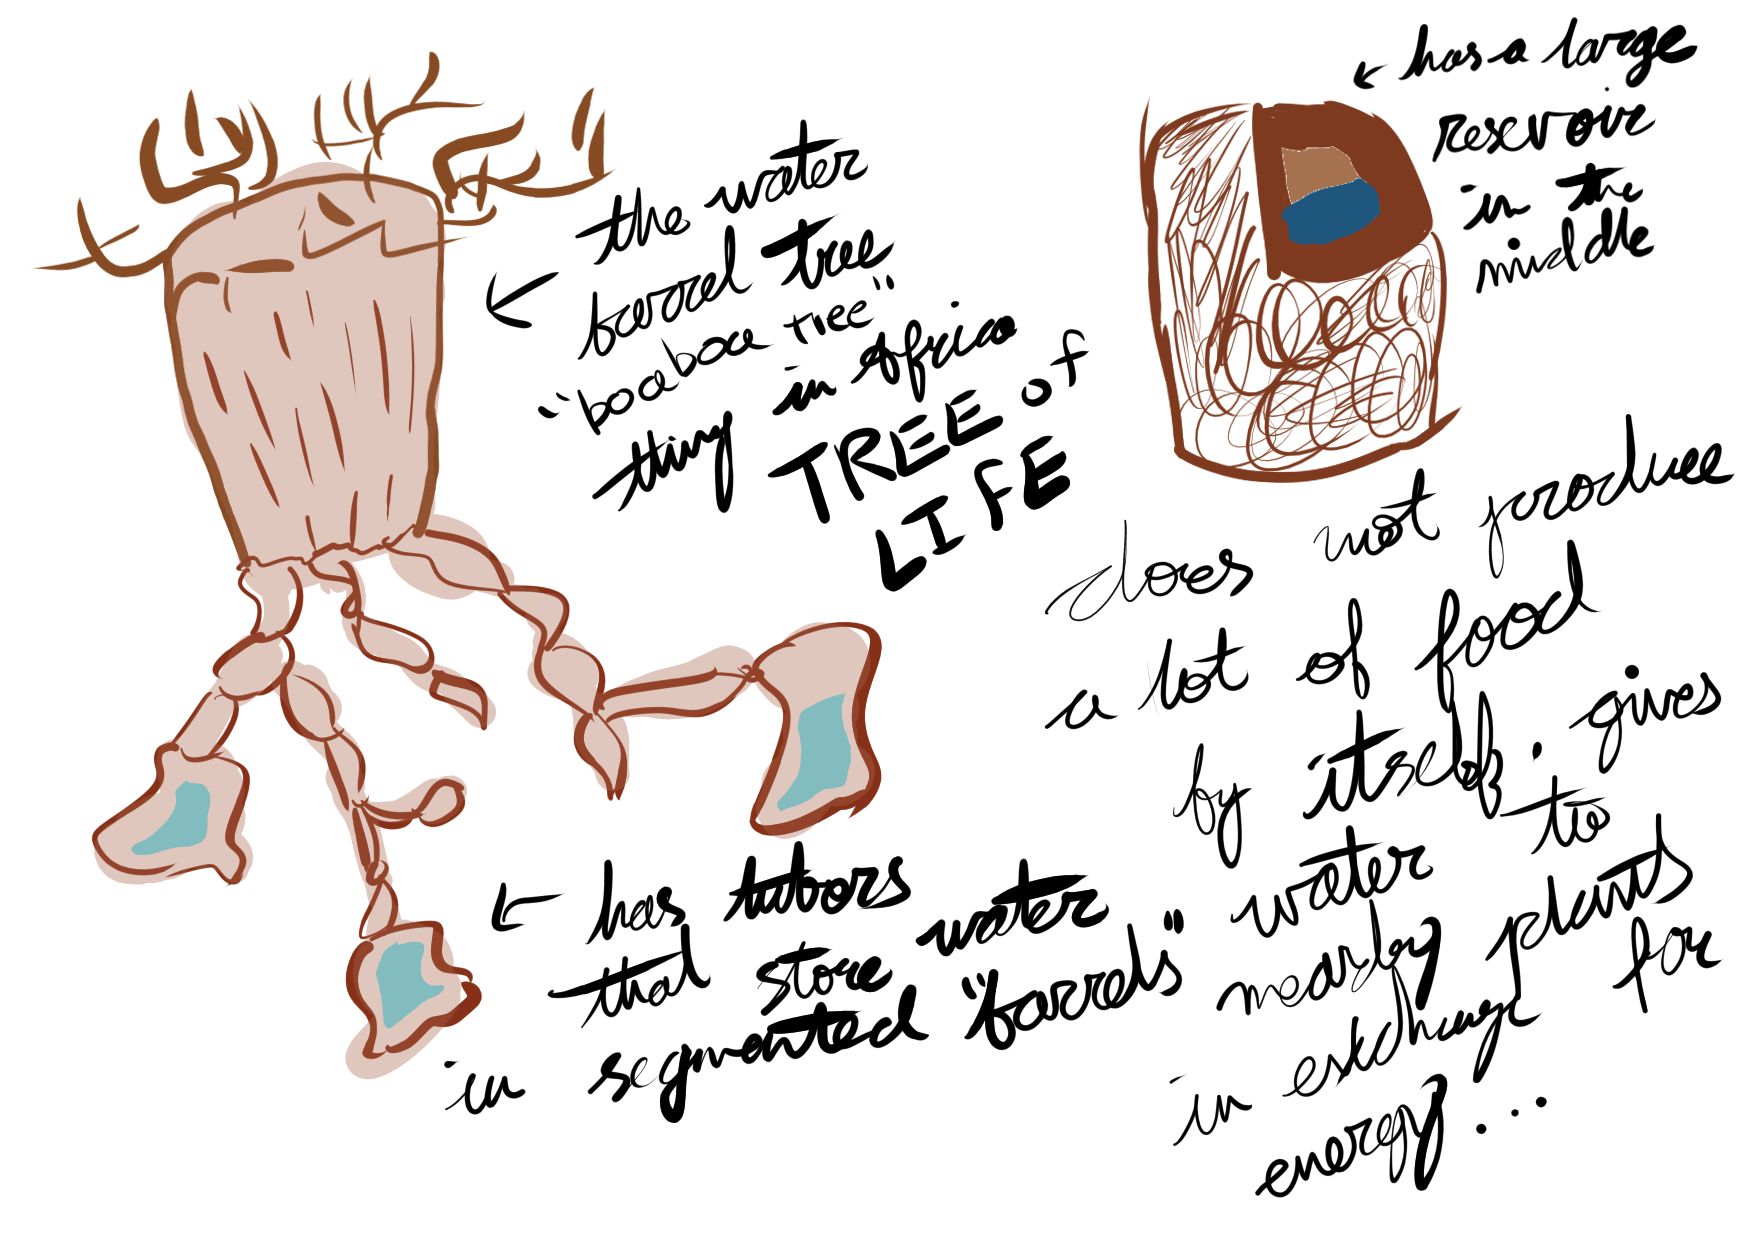 the water
barrel tree
"boaboa tree"
thing in Africa
TREE OF
LIFE
has a large
reservoir
in the
middle
has tubors
that store water
in segmented "barrels"
does not produce
a lot of food
by itself. gives
water to
nearby plants
in exchange for
energy...